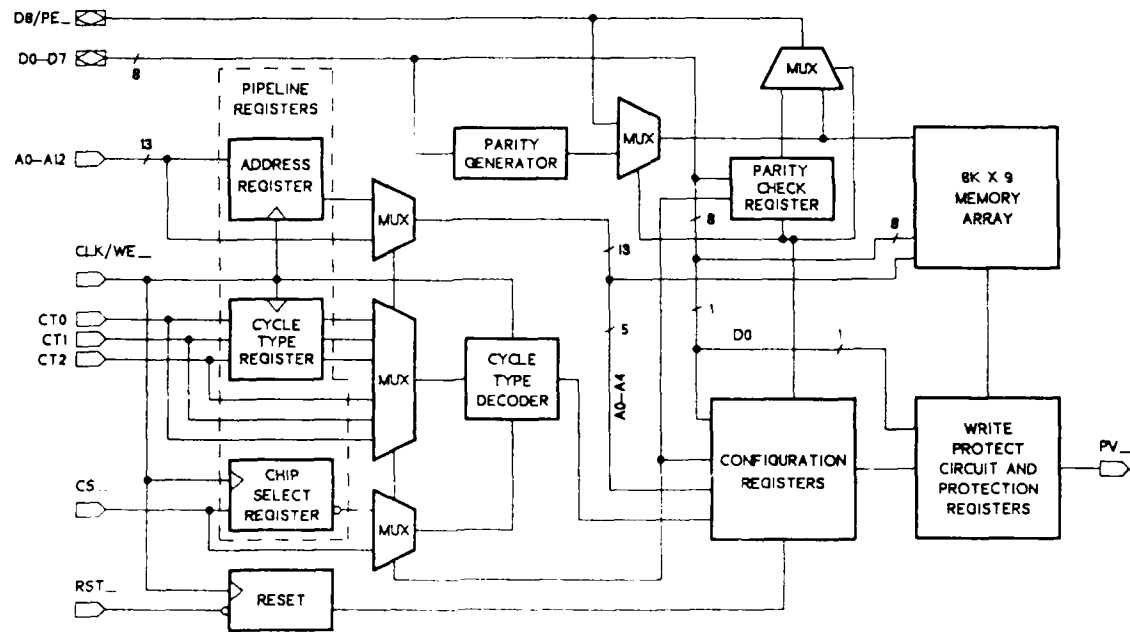 D8/PE_
D0-D7
8
PIPELINE
REGISTERS
MUX
A0-A12
13
ADDRESS
REGISTER
PARITY
GENERATOR
MUX
PARITY
CHECK
REGISTER
8K X 9
MEMORY
ARRAY
MUX
8
8
13
CLK/WE_
CT0
CT1
CT2
CYCLE
TYPE
REGISTER
MUX
CYCLE
TYPE
DECODER
5
1
D0
1
A0-A4
CONFIGURATION
REGISTERS
WRITE
PROTECT
CIRCUIT AND
PROTECTION
REGISTERS
PV_
CS_
CHIP
SELECT
REGISTER
MUX
RST_
RESET